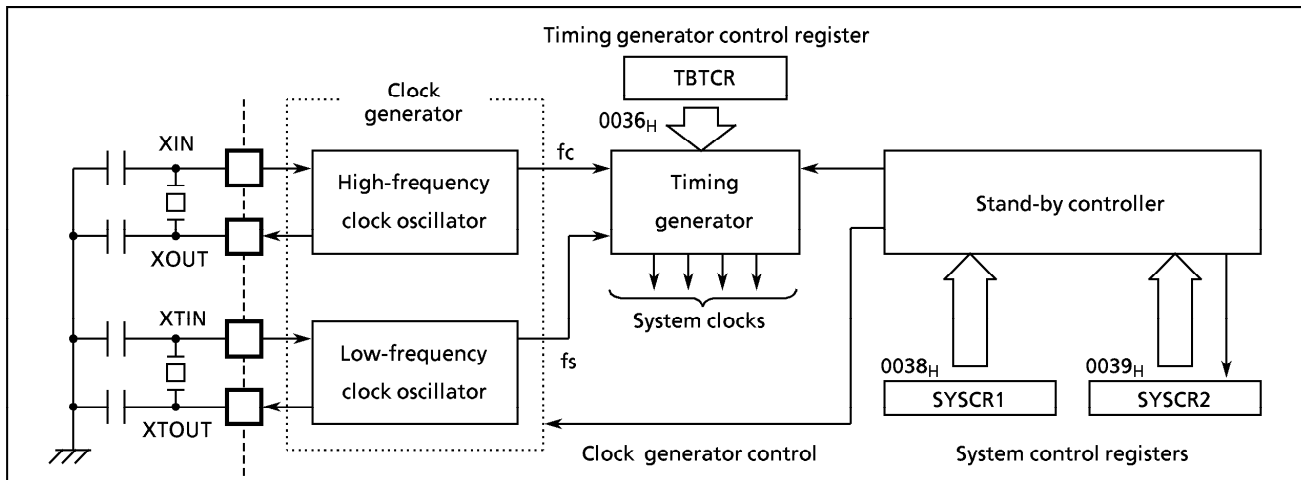 Timing generator control register
TBTCR
Clock
generator
0036H
XIN
fc
High-frequency
clock oscillator
Timing
generator
Stand-by controller
XOUT
XTIN
System clocks
Low-frequency
clock oscillator
fs
0038H
0039H
SYSCR1
SYSCR2
XTOUT
Clock generator control
System control registers